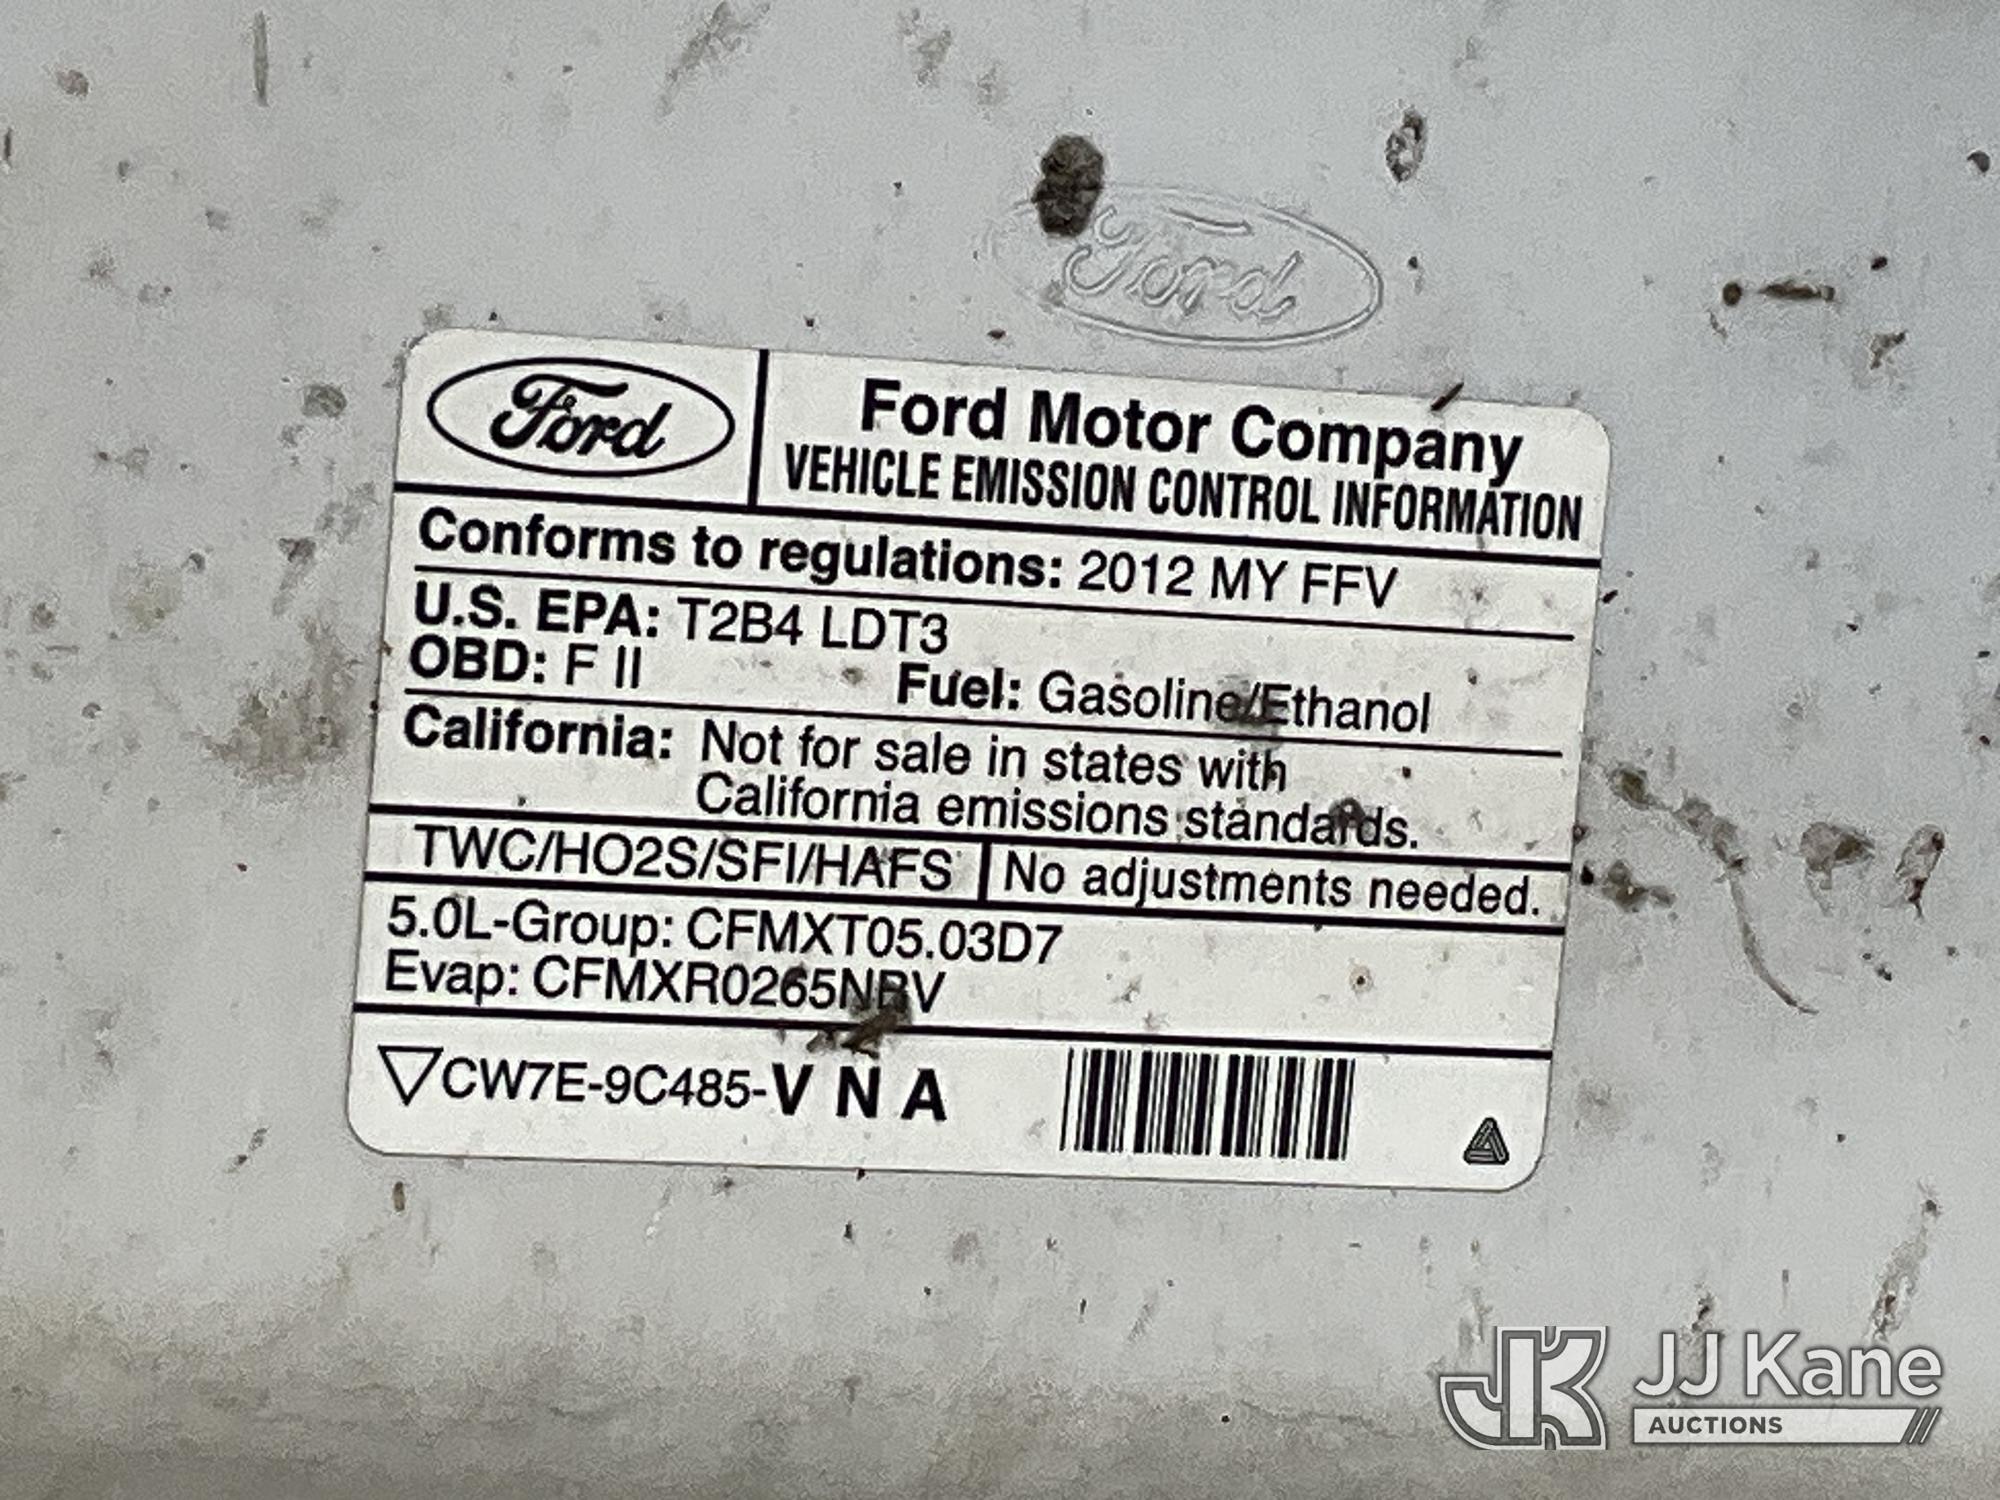 Ford
Ford
Ford Motor Company
VEHICLE EMISSION CONTROL INFORMATION
Conforms to regulations: 2012 MY FFV
U.S. EPA: T2B4 LDT3
OBD: F II Fuel: Gasoline/Ethanol
California: Not for sale in states with
California emissions standards.
TWC/HO2S/SFI/HAFS No adjustments needed.
5.0L-Group: CFMXT05.03D7
Evap: CFMXR0265NBV
CW7E-9C485-V N A
JK JJ Kane
AUCTIONS